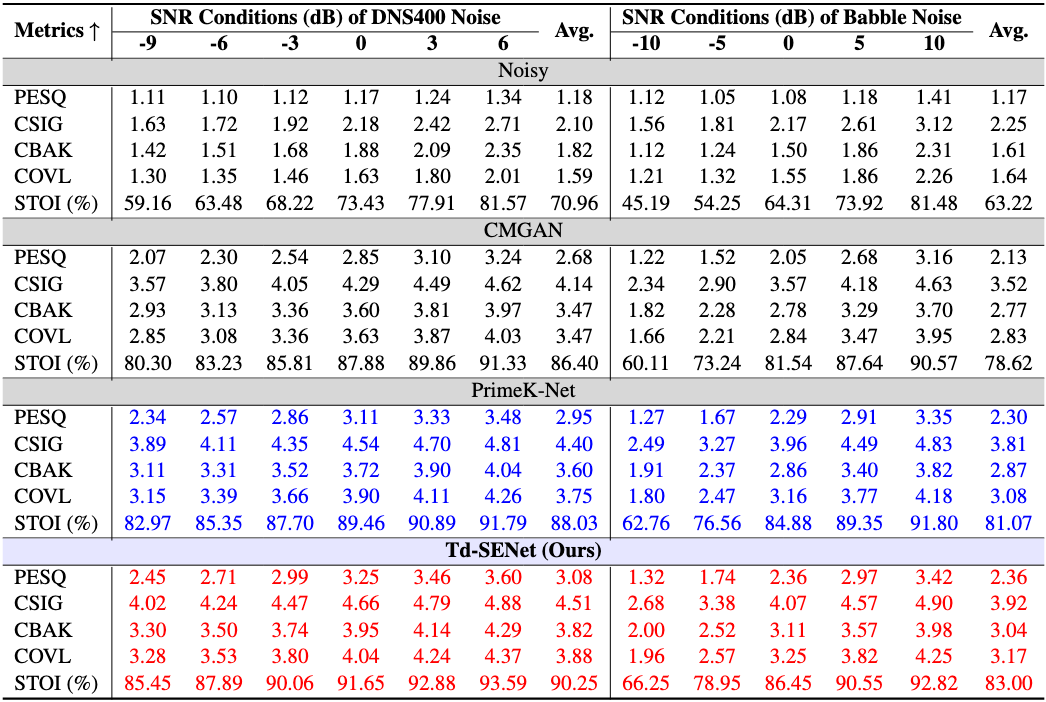 Metrics ↑ SNR Conditions (dB) of DNS400 Noise Avg. SNR Conditions (dB) of Babble Noise Avg.
-9 -6 -3 0 3 6 -10 -5 0 5 10
Noisy
PESQ 1.11 1.10 1.12 1.17 1.24 1.34 1.18 1.12 1.05 1.08 1.18 1.41 1.17
CSIG 1.63 1.72 1.92 2.18 2.42 2.71 2.10 1.56 1.81 2.17 2.61 3.12 2.25
CBAK 1.42 1.51 1.68 1.88 2.09 2.35 1.82 1.12 1.24 1.50 1.86 2.31 1.61
COVL 1.30 1.35 1.46 1.63 1.80 2.01 1.59 1.21 1.32 1.55 1.86 2.26 1.64
STOI (%) 59.16 63.48 68.22 73.43 77.91 81.57 70.96 45.19 54.25 64.31 73.92 81.48 63.22
CMGAN
PESQ 2.07 2.30 2.54 2.85 3.10 3.24 2.68 1.22 1.52 2.05 2.68 3.16 2.13
CSIG 3.57 3.80 4.05 4.29 4.49 4.62 4.14 2.34 2.90 3.57 4.18 4.63 3.52
CBAK 2.93 3.13 3.36 3.60 3.81 3.97 3.47 1.82 2.28 2.78 3.29 3.70 2.77
COVL 2.85 3.08 3.36 3.63 3.87 4.03 3.47 1.66 2.21 2.84 3.47 3.95 2.83
STOI (%) 80.30 83.23 85.81 87.88 89.86 91.33 86.40 60.11 73.24 81.54 87.64 90.57 78.62
PrimeK-Net
PESQ 2.34 2.57 2.86 3.11 3.33 3.48 2.95 1.27 1.67 2.29 2.91 3.35 2.30
CSIG 3.89 4.11 4.35 4.54 4.70 4.81 4.40 2.49 3.27 3.96 4.49 4.83 3.81
CBAK 3.11 3.31 3.52 3.72 3.90 4.04 3.60 1.91 2.37 2.86 3.40 3.82 2.87
COVL 3.15 3.39 3.66 3.90 4.11 4.26 3.75 1.80 2.47 3.16 3.77 4.18 3.08
STOI (%) 82.97 85.35 87.70 89.46 90.89 91.79 88.03 62.76 76.56 84.88 89.35 91.80 81.07
Td-SENet (Ours)
PESQ 2.45 2.71 2.99 3.25 3.46 3.60 3.08 1.32 1.74 2.36 2.97 3.42 2.36
CSIG 4.02 4.24 4.47 4.66 4.79 4.88 4.51 2.68 3.38 4.07 4.57 4.90 3.92
CBAK 3.30 3.50 3.74 3.95 4.14 4.29 3.82 2.00 2.52 3.11 3.57 3.98 3.04
COVL 3.28 3.53 3.80 4.04 4.24 4.37 3.88 1.96 2.57 3.25 3.82 4.25 3.17
STOI (%) 85.45 87.89 90.06 91.65 92.88 93.59 90.25 66.25 78.95 86.45 90.55 92.82 83.00